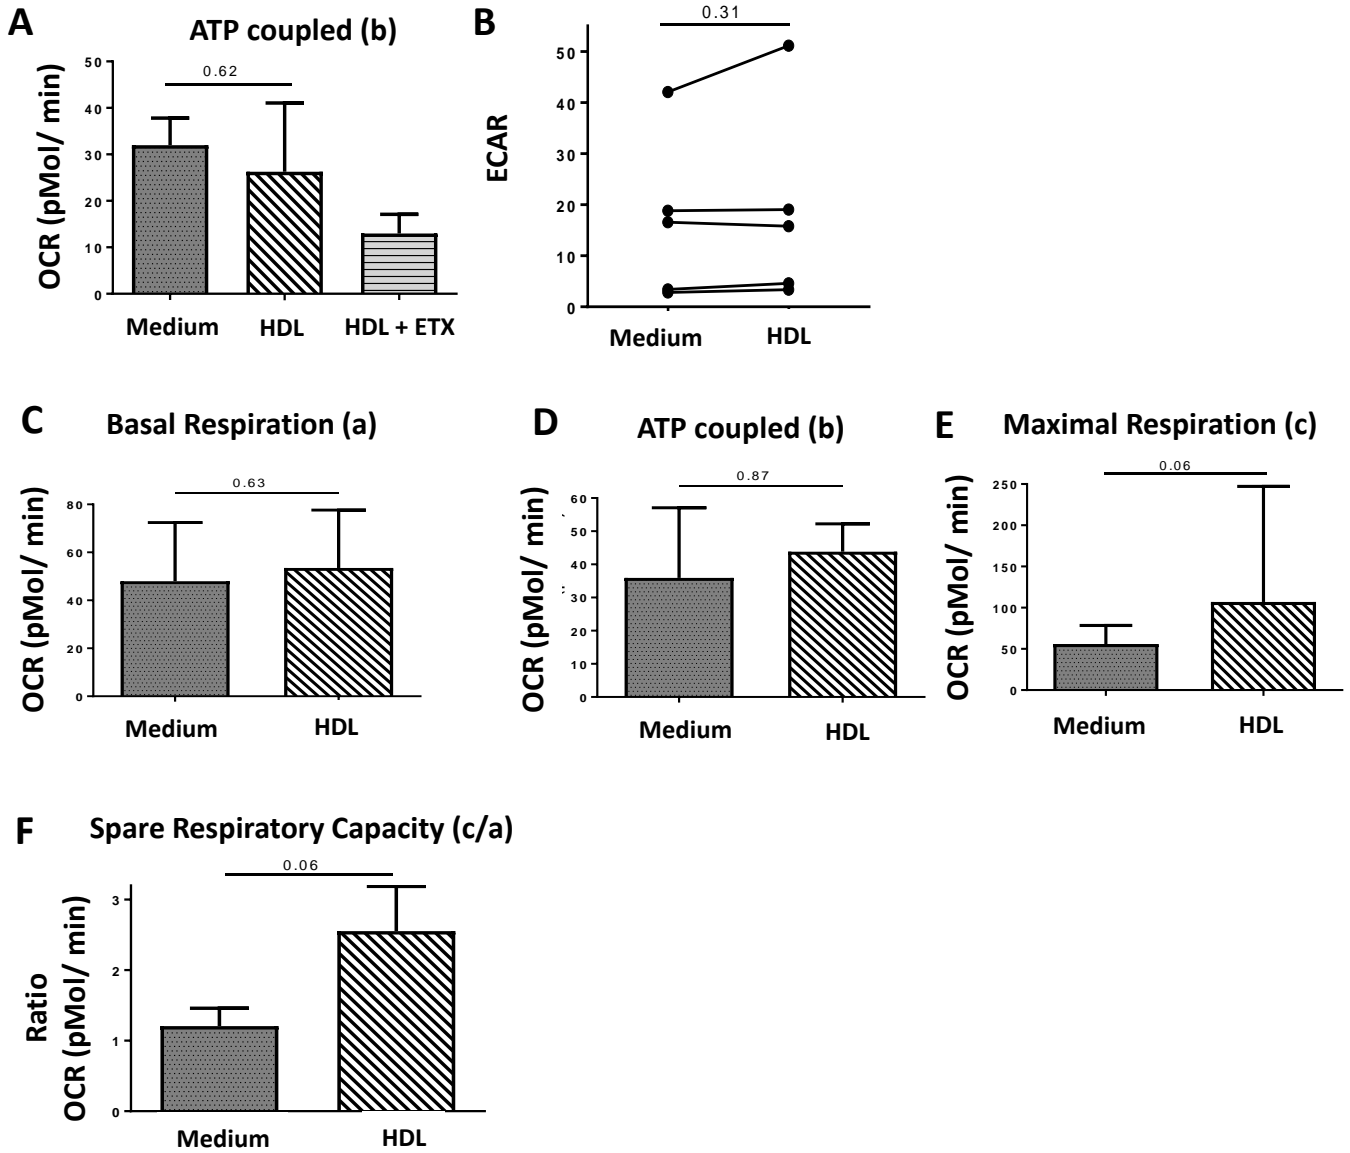 A
ATP coupled (b)
0.62
OCR (pMol/ min)
50
40
30
20
10
0
Medium
HDL
HDL + ETX
B
0.31
ECAR
50
40
30
20
10
0
Medium
HDL
C
Basal Respiration (a)
0.63
OCR (pMol/ min)
80
60
40
20
0
Medium
HDL
D
ATP coupled (b)
0.87
OCR (pMol/ min)
60
50
40
30
20
10
0
Medium
HDL
E
Maximal Respiration (c)
0.06
OCR (pMol/ min)
250
200
150
100
50
0
Medium
HDL
F
Spare Respiratory Capacity (c/a)
0.06
Ratio
OCR (pMol/ min)
3
2
1
0
Medium
HDL